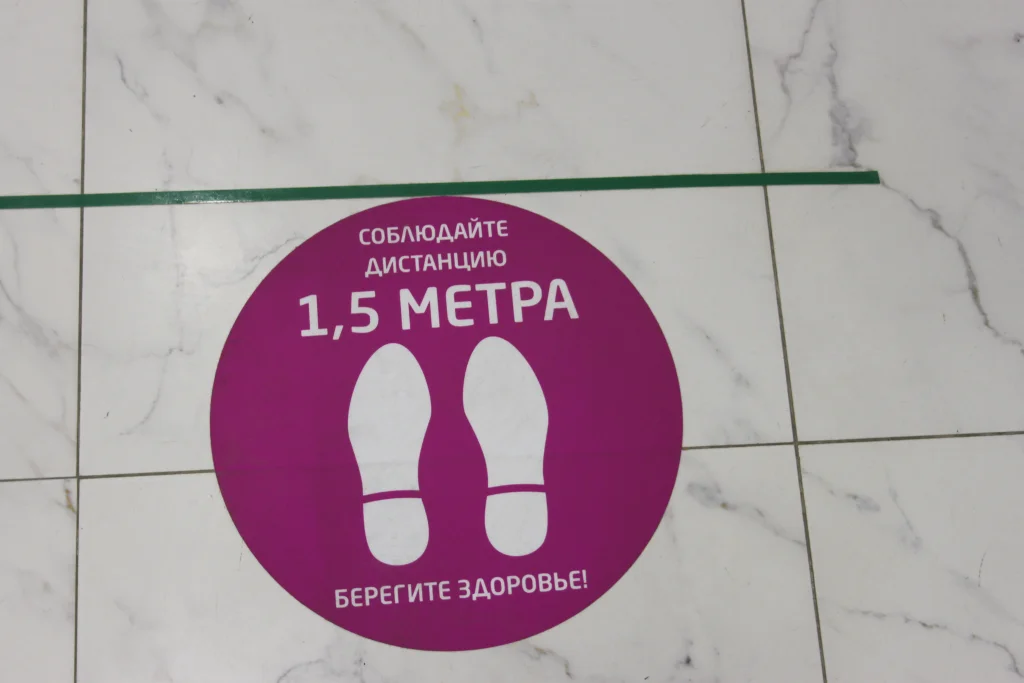 СОБЛЮДАЙТЕ
ДИСТАНЦИЮ
1,5 МЕТРА
БЕРЕГИТЕ ЗДОРОВЬЕ!